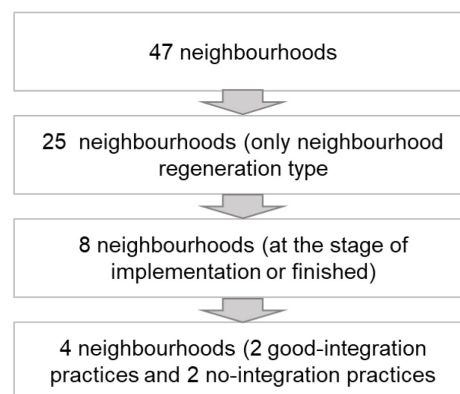 47 neighbourhoods
25 neighbourhoods (only neighbourhood
regeneration type
8 neighbourhoods (at the stage of
implementation or finished)
4 neighbourhoods (2 good-integration
practices and 2 no-integration practices